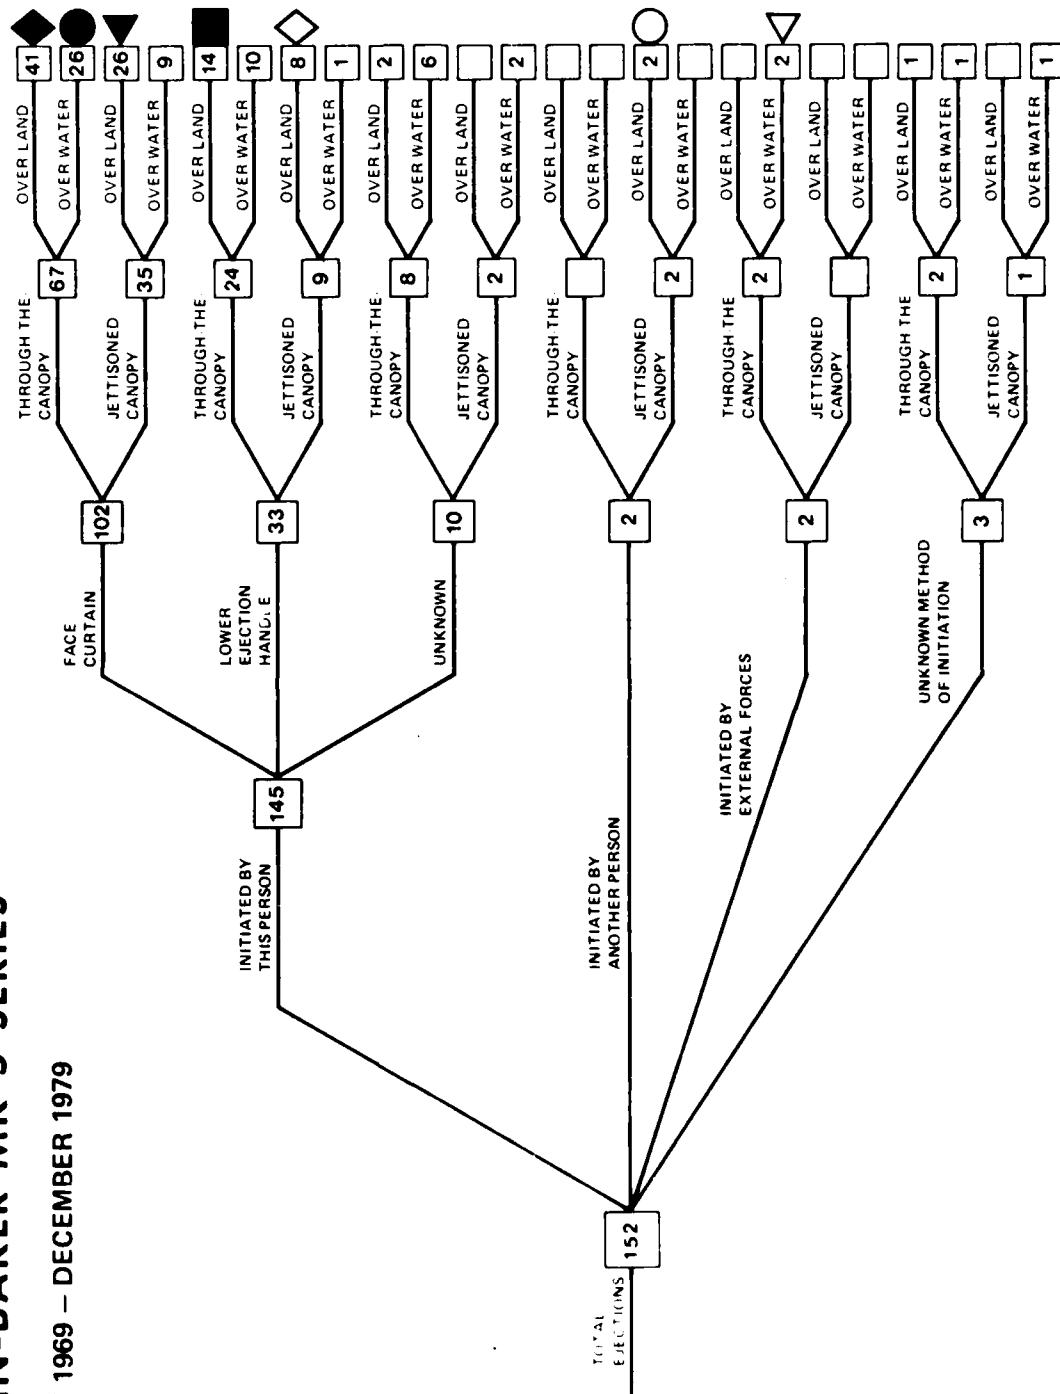 BAKER MK SERIES
1969 – DECEMBER 1979
TOTAL
EJECTIONS
152
INITIATED BY
THIS PERSON
145
INITIATED BY
ANOTHER PERSON
INITIATED BY
EXTERNAL FORCES
UNKNOWN METHOD
OF INITIATION
FACE
CURTAIN
102
LOWER
EJECTION
HANDLE
33
UNKNOWN
10
2
2
3
THROUGH THE
CANOPY
67
JETTISONED
CANOPY
35
THROUGH THE
CANOPY
24
JETTISONED
CANOPY
9
THROUGH THE
CANOPY
8
JETTISONED
CANOPY
2
THROUGH THE
CANOPY
JETTISONED
CANOPY
2
THROUGH THE
CANOPY
2
JETTISONED
CANOPY
THROUGH THE
CANOPY
2
JETTISONED
CANOPY
1
OVER LAND 41
OVER WATER 26
OVER LAND 26
OVER WATER 9
OVER LAND 14
OVER WATER 10
OVER LAND 8
OVER WATER 1
OVER LAND 2
OVER WATER 6
OVER LAND
OVER WATER 2
OVER LAND
OVER WATER
OVER LAND 2
OVER WATER
OVER LAND
OVER WATER 2
OVER LAND
OVER WATER
OVER LAND 1
OVER WATER 1
OVER LAND
OVER WATER 1